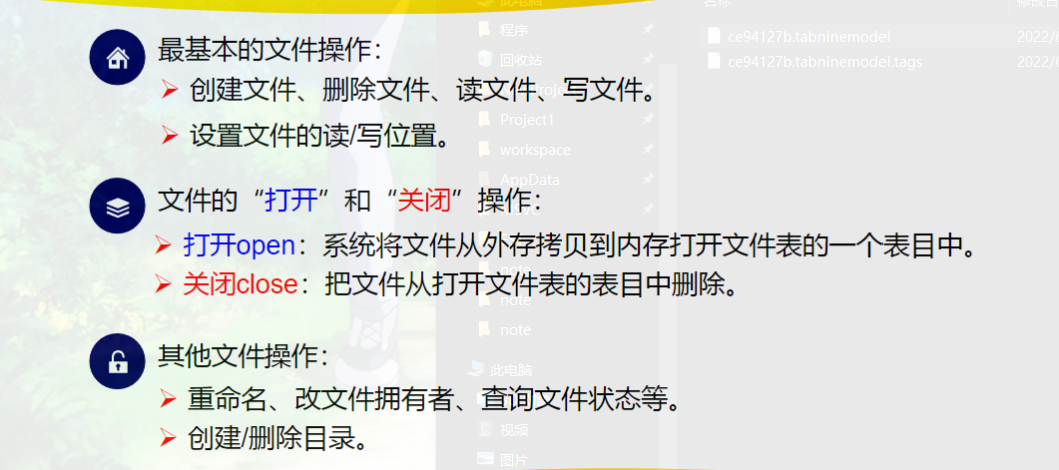 此电脑
名称
修改日
程序
ce94127b.tabninemodel
2022/
回收站
ce94127b.tabninemodel.tags
2022/
最基本的文件操作：
➢ 创建文件、删除文件、读文件、写文件。
Project1
➢ 设置文件的读/写位置。
workspace
AppData
文件的“打开”和“关闭”操作：
➢ 打开open：系统将文件从外存拷贝到内存打开文件表的一个表目中。
➢ 关闭close：把文件从打开文件表的表目中删除。
note
note
其他文件操作：
此电脑
➢ 重命名、改文件拥有者、查询文件状态等。
➢ 创建/删除目录。
视频
图片